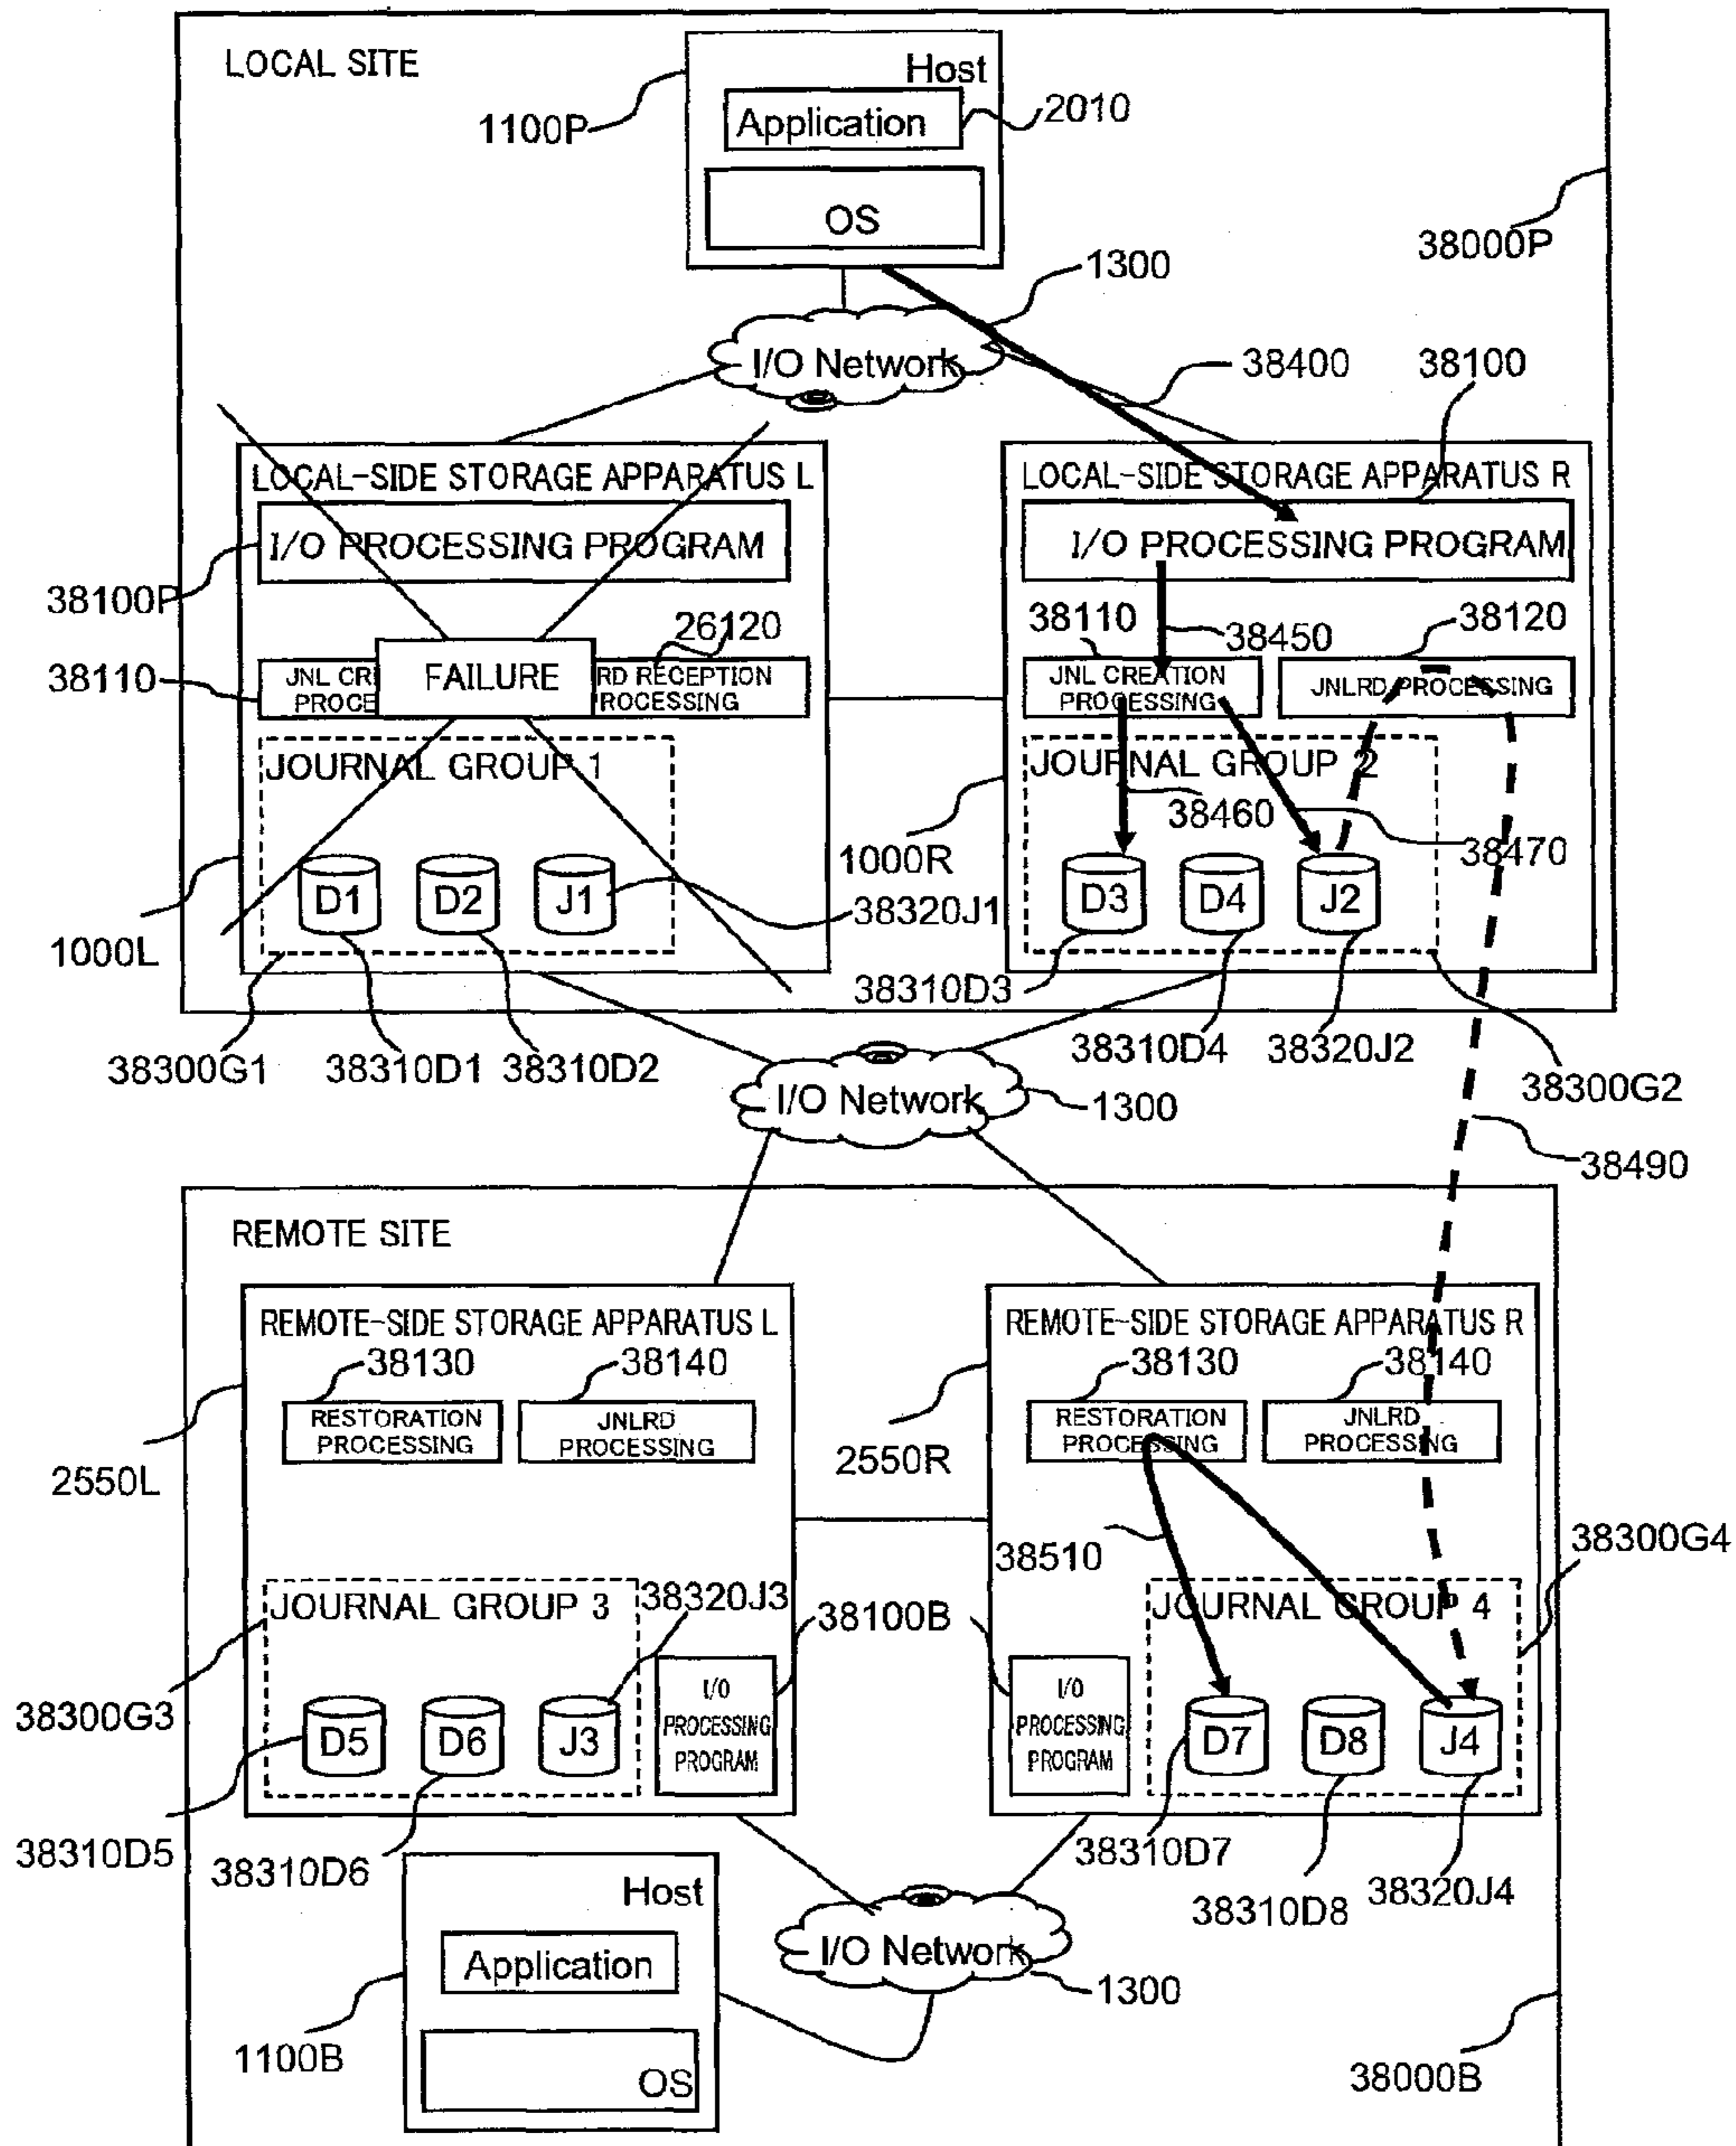 LOCAL SITE
Host
Application
2010
1100P
OS
38000P
1300
I/O Network
38400
38100
LOCAL-SIDE STORAGE APPARATUS L
LOCAL-SIDE STORAGE APPARATUS R
I/O PROCESSING PROGRAM
I/O PROCESSING PROGRAM
38100P
26120
38110
38450
38120
38110
JNL CR
PROCE
FAILURE
RD RECEPTION
ROCESSING
JNL CREATION
PROCESSING
JNLRD PROCESSING
JOURNAL GROUP 1
JOURNAL GROUP 2
38460
38470
1000R
D1
D2
J1
D3
D4
J2
38320J1
1000L
38310D3
38300G1
38310D1
38310D2
38310D4
38320J2
38300G2
I/O Network
1300
38490
REMOTE SITE
REMOTE-SIDE STORAGE APPARATUS L
REMOTE-SIDE STORAGE APPARATUS R
38130
38140
38130
38140
RESTORATION
PROCESSING
JNLRD
PROCESSING
RESTORATION
PROCESSING
JNLRD
PROCESSING
2550L
2550R
38510
38300G4
JOURNAL GROUP 3
38320J3
38100B
JOURNAL GROUP 4
38300G3
D5
D6
J3
I/O
PROCESSING
PROGRAM
I/O
PROCESSING
PROGRAM
D7
D8
J4
38310D5
38310D6
38310D7
38310D8
38320J4
Host
Application
I/O Network
1300
1100B
OS
38000B